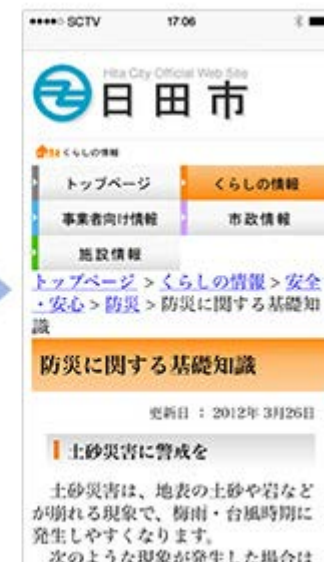 SCTV 17:06
Hita City Official Web Site
日田市
くらしの情報
トップページ くらしの情報
事業者向け情報 市政情報
施設情報
トップページ > くらしの情報 > 安全
・安心 > 防災 > 防災に関する基礎知
識
防災に関する基礎知識
更新日 : 2012年 3月26日
土砂災害に警戒を
土砂災害は、地表の土砂や岩など
が崩れる現象で、梅雨・台風時期に
発生しやすくなります。
次のような現象が発生した場合は